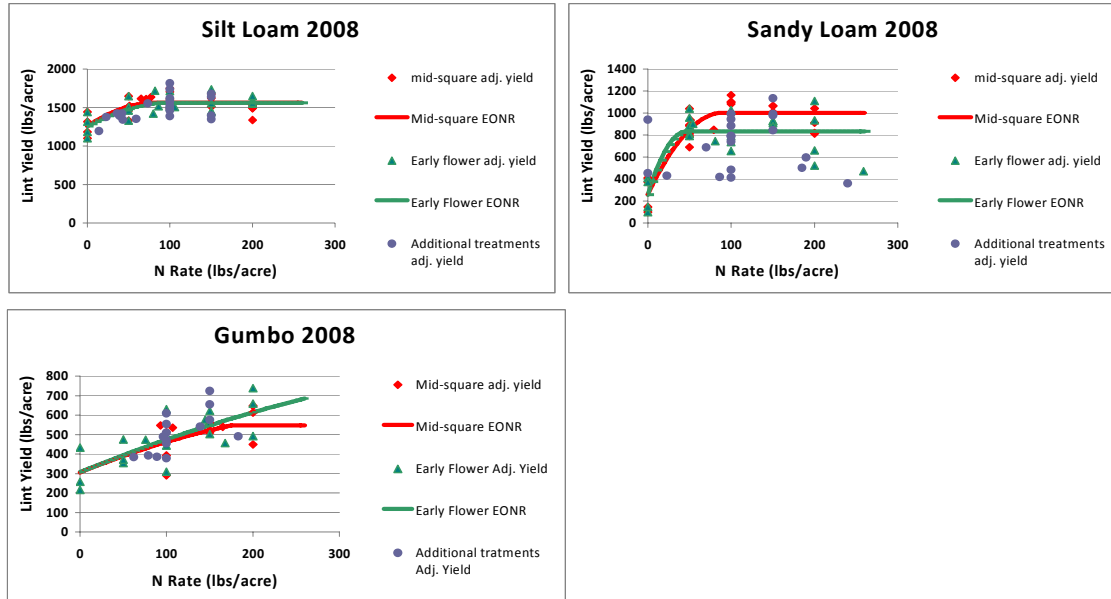 Silt Loam 2008
2000
1500
1000
500
0
0
100
200
300
Lint Yield (lbs/acre)
N Rate (lbs/acre)
mid-square adj. yield
Mid-square EONR
Early flower adj. yield
Early Flower EONR
Additional treatments
adj. yield
Sandy Loam 2008
1400
1200
1000
800
600
400
200
0
0
100
200
300
Lint Yield (lbs/acre)
N Rate (lbs/acre)
mid-square adj. yield
Mid-square EONR
Early flower adj. yield
Early Flower EONR
Additional treatments
adj. yield
Gumbo 2008
800
700
600
500
400
300
200
100
0
0
100
200
300
Lint Yield (lbs/acre)
N Rate (lbs/acre)
Mid-square adj. yield
Mid-square EONR
Early Flower Adj. Yield
Early Flower EONR
Additional tratments
Adj. Yield